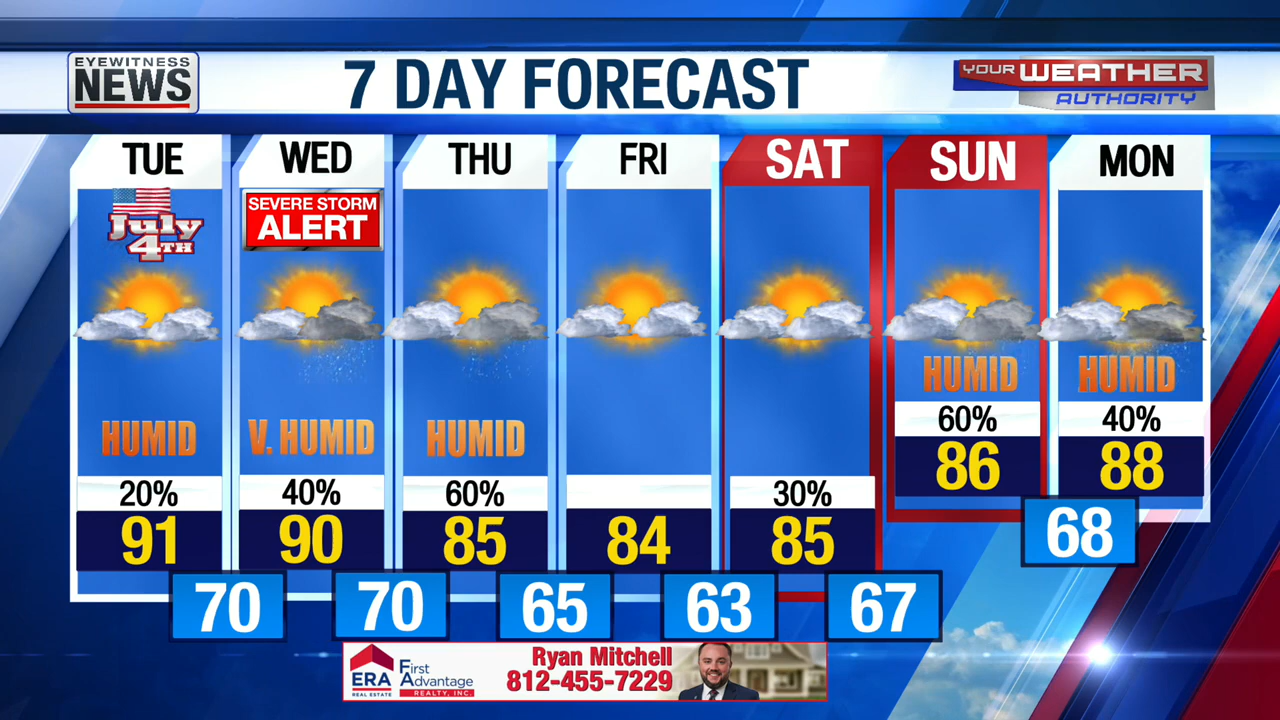 EYEWITNESS
NEWS
7 DAY FORECAST
YOUR WEATHER
AUTHORITY
TUE
WED
THU
FRI
SAT
SUN
MON
July
4TH
SEVERE STORM
ALERT
HUMID
V. HUMID
HUMID
HUMID
HUMID
20%
40%
60%
30%
60%
40%
91
90
85
84
85
86
88
70
70
65
63
67
68
ERA
REAL ESTATE
First
Advantage
REALTY, INC.
Ryan Mitchell
812-455-7229